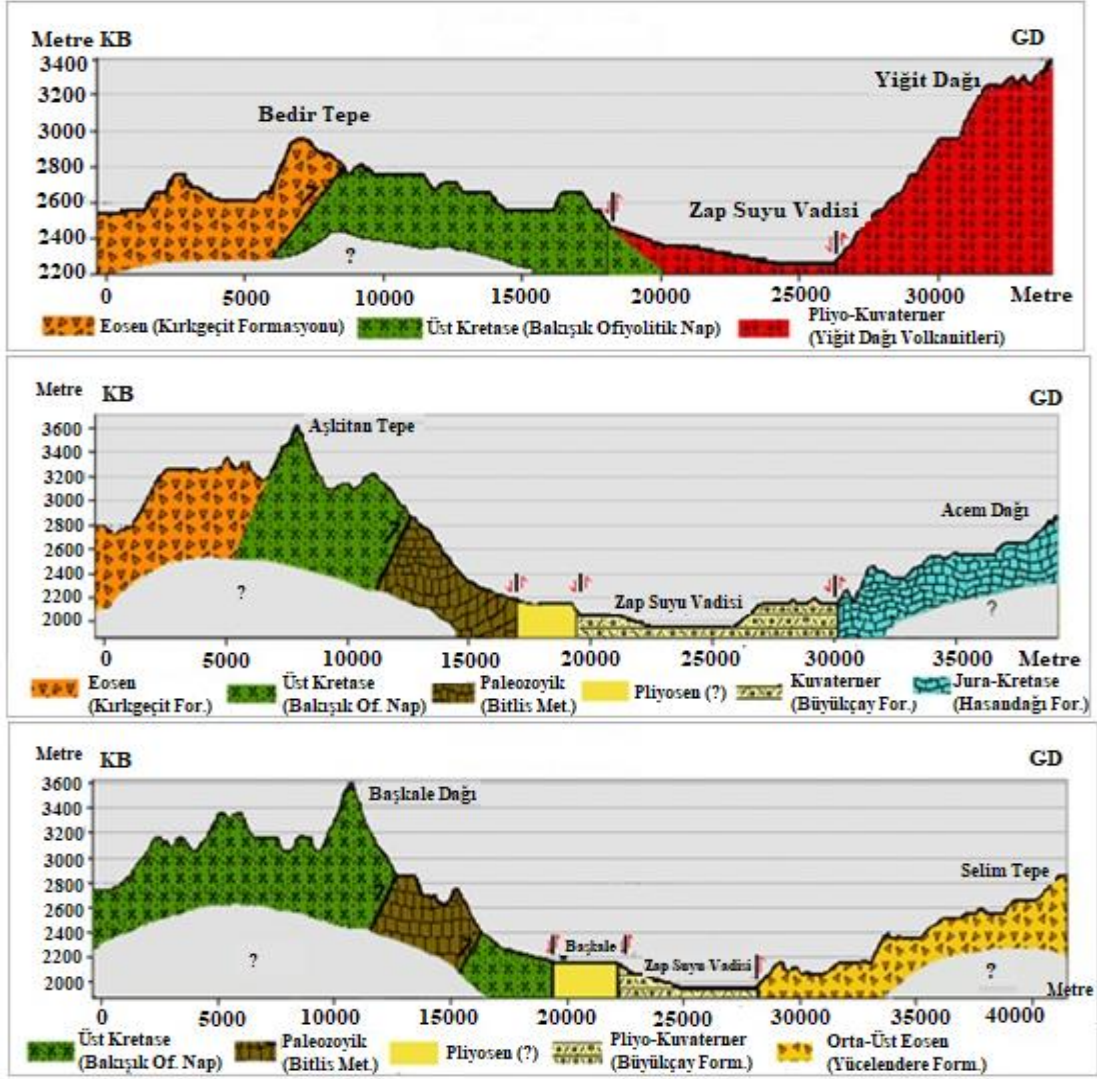 Metre KB
GD
3400
3200
3000
2800
2600
2400
2200
Yiğit Dağı
Bedir Tepe
Zap Suyu Vadisi
?
0 5000 10000 15000 20000 25000 30000 Metre
Eosen (Kırkgeçit Formasyonu)
Üst Kretase (Bakışık Ofiyolitik Nap)
Pliyo-Kuvaterner
(Yiğit Dağı Volkanitleri)
Metre KB
GD
3600
3400
3200
3000
2800
2600
2400
2200
2000
Aşkitan Tepe
Acem Dağı
Zap Suyu Vadisi
?
?
0 5000 10000 15000 20000 25000 30000 35000 Metre
Eosen
(Kırkgeçit For.)
Üst Kretase
(Bakışık Of. Nap)
Paleozoyik
(Bitlis Met.)
Pliyosen (?)
Kuvaterner
(Büyükçay For.)
Jura-Kretase
(Hasandağı For.)
Metre KB
GD
3600
3400
3200
3000
2800
2600
2400
2200
2000
Başkale Dağı
Selim Tepe
Başkale
Zap Suyu Vadisi
?
?
Metre
0 5000 10000 15000 20000 25000 30000 35000 40000
Üst Kretase
(Bakışık Of. Nap)
Paleozoyik
(Bitlis Met.)
Pliyosen (?)
Pliyo-Kuvaterner
(Büyükçay Form.)
Orta-Üst Eosen
(Yücelendere Form.)